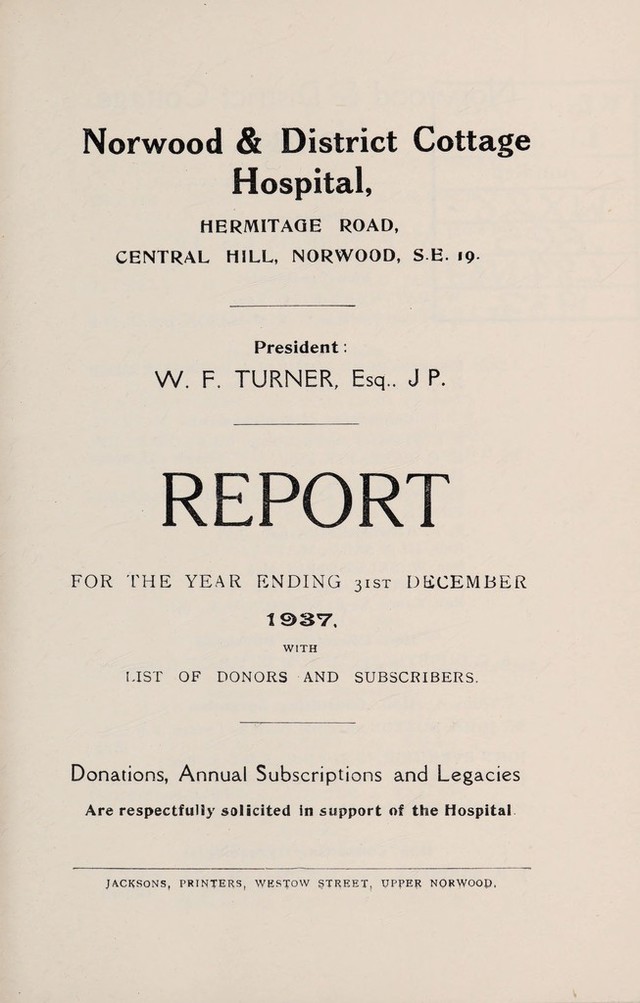 Norwood & District Cottage
Hospital,
HERMITAGE ROAD,
CENTRAL HILL, NORWOOD, S.E. 19.
President:
W. F. TURNER, Esq.. J P.
REPORT
FOR THE YEAR ENDING 31ST DECEMBER
1937,
WITH
LIST OF DONORS AND SUBSCRIBERS.
Donations, Annual Subscriptions and Legacies
Are respectfully solicited in support of the Hospital.
JACKSONS, PRINTERS, WESTOW STREET, UPPER NORWOOD.